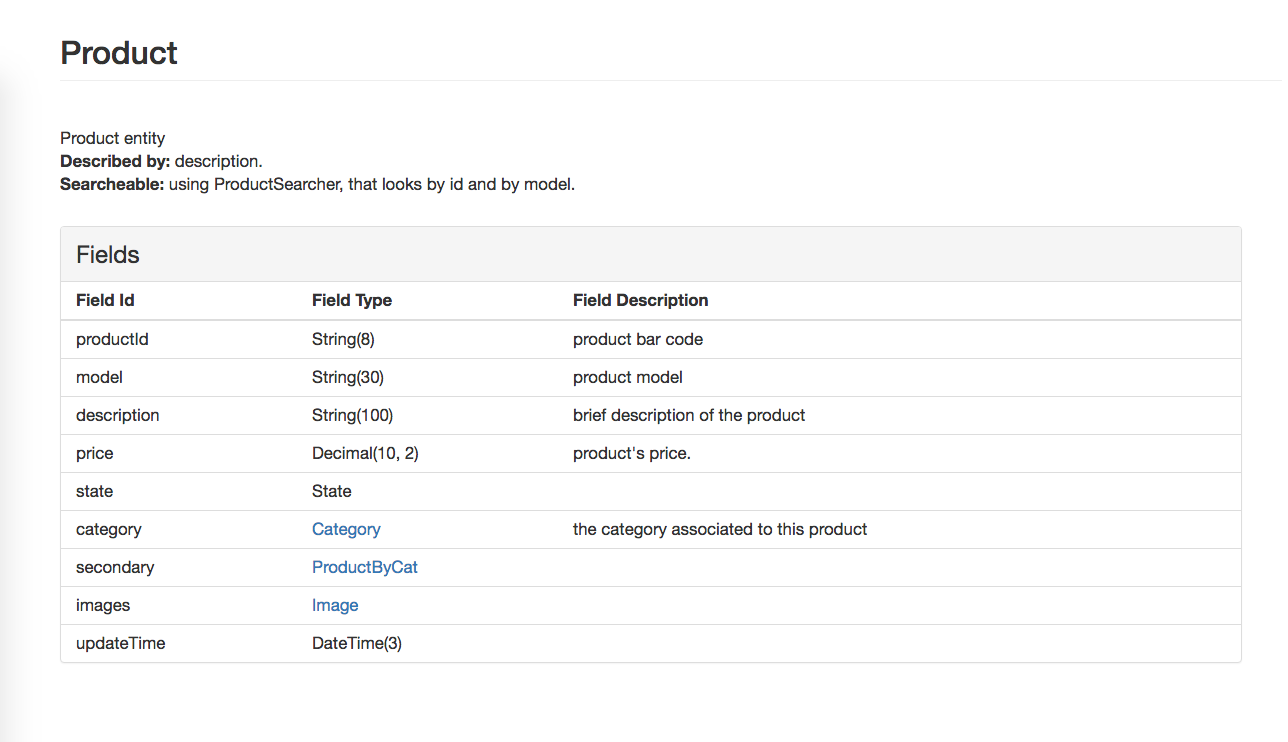 Product
Product entity
Described by: description.
Searcheable: using ProductSearcher, that looks by id and by model.
Fields
Field Id Field Type Field Description
productId String(8) product bar code
model String(30) product model
description String(100) brief description of the product
price Decimal(10, 2) product's price.
state State
category Category the category associated to this product
secondary ProductByCat
images Image
updateTime DateTime(3)